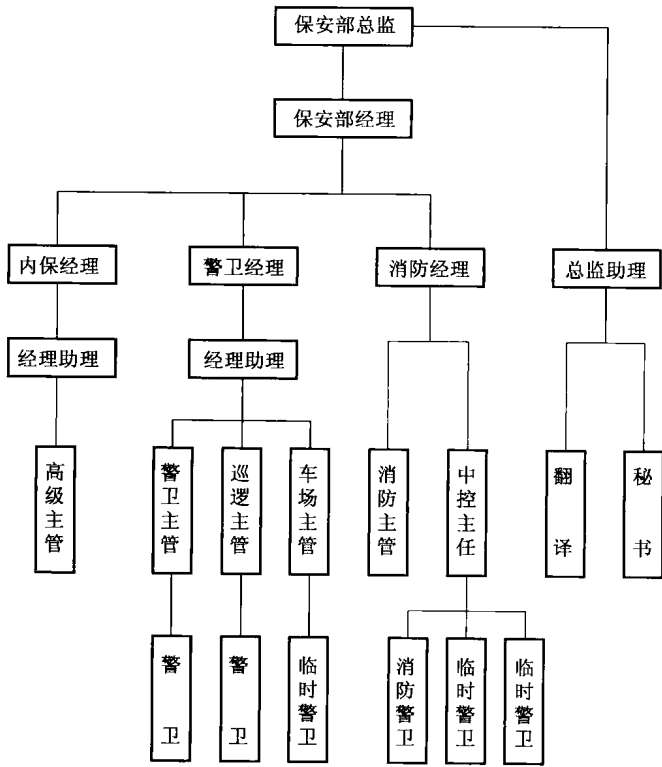 保安部总监
保安部经理
内保经理
警卫经理
消防经理
总监助理
经理助理
经理助理
高级主管
警卫主管
巡逻主管
车场主管
消防主管
中控主任
翻译
秘书
警卫
警卫
临时警卫
消防警卫
临时警卫
临时警卫